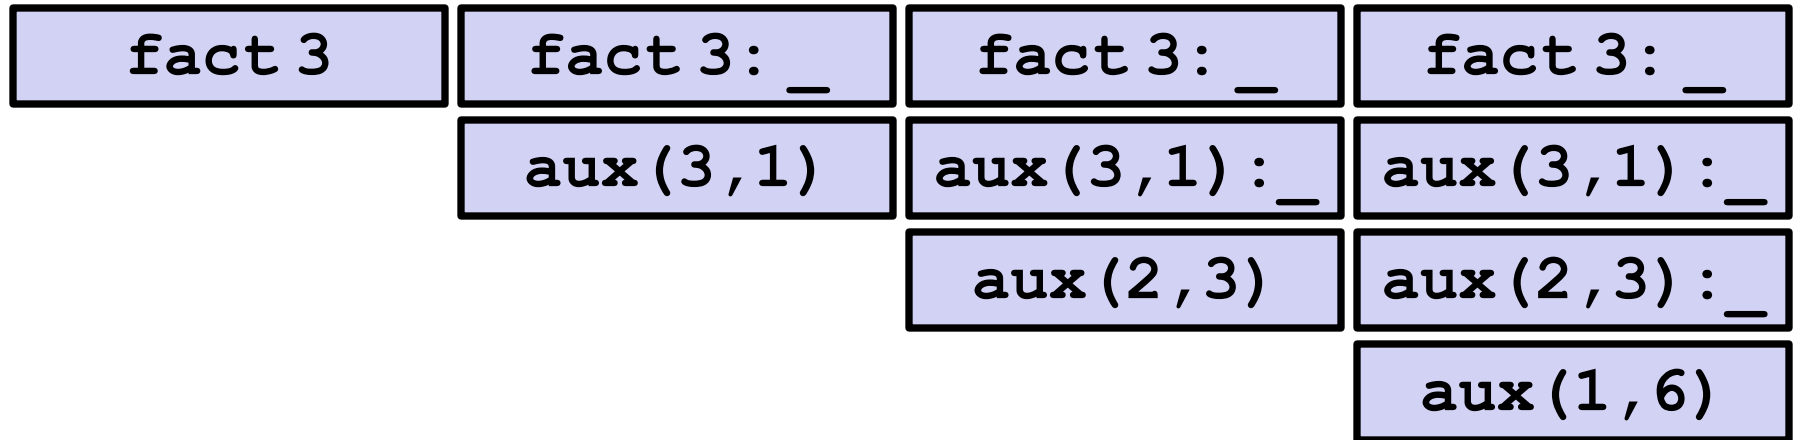 fact 3 fact 3:_ fact 3:_ fact 3:_
aux(3,1) aux(3,1):_ aux(3,1):_
aux(2,3) aux(2,3):_
aux(1,6)